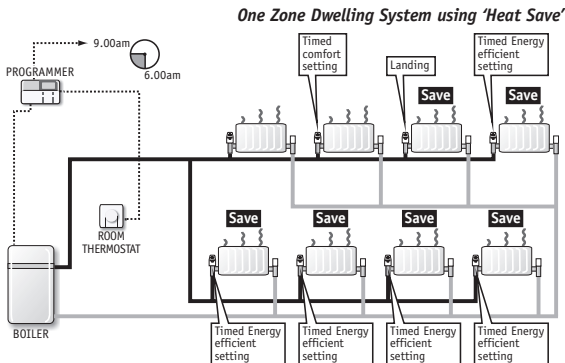 One Zone Dwelling System using ‘Heat Save’
9.00am
6.00am
PROGRAMMER
Timed
comfort
setting
Landing
Timed Energy
efficient
setting
Save
Save
ROOM
THERMOSTAT
Save
Save
Save
Save
BOILER
Timed Energy
efficient
setting
Timed Energy
efficient
setting
Timed Energy
efficient
setting
Timed Energy
efficient
setting